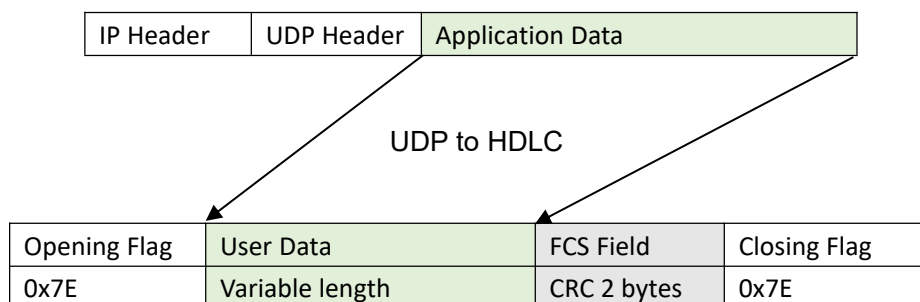 IP Header UDP Header Application Data
UDP to HDLC
Opening Flag User Data FCS Field Closing Flag
0x7E Variable length CRC 2 bytes 0x7E